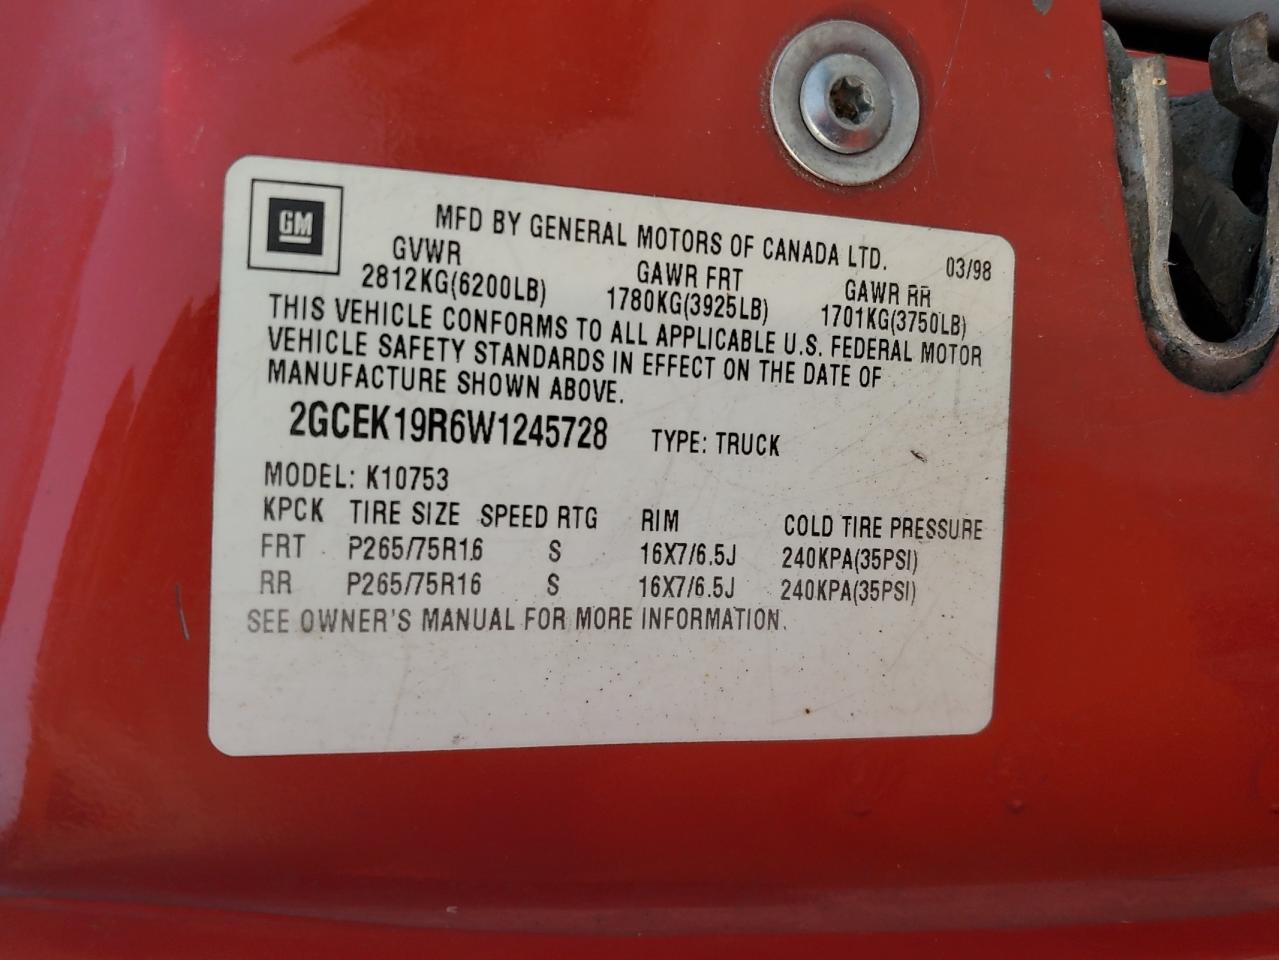 GM
MFD BY GENERAL MOTORS OF CANADA LTD. 03/98
GVWR GAWR FRT GAWR RR
2812KG(6200LB) 1780KG(3925LB) 1701KG(3750LB)
THIS VEHICLE CONFORMS TO ALL APPLICABLE U.S. FEDERAL MOTOR
VEHICLE SAFETY STANDARDS IN EFFECT ON THE DATE OF
MANUFACTURE SHOWN ABOVE.
2GCEK19R6W1245728 TYPE: TRUCK
MODEL: K10753
KPCK TIRE SIZE SPEED RTG RIM COLD TIRE PRESSURE
FRT P265/75R16 S 16X7/6.5J 240KPA(35PSI)
RR P265/75R16 S 16X7/6.5J 240KPA(35PSI)
SEE OWNER'S MANUAL FOR MORE INFORMATION.